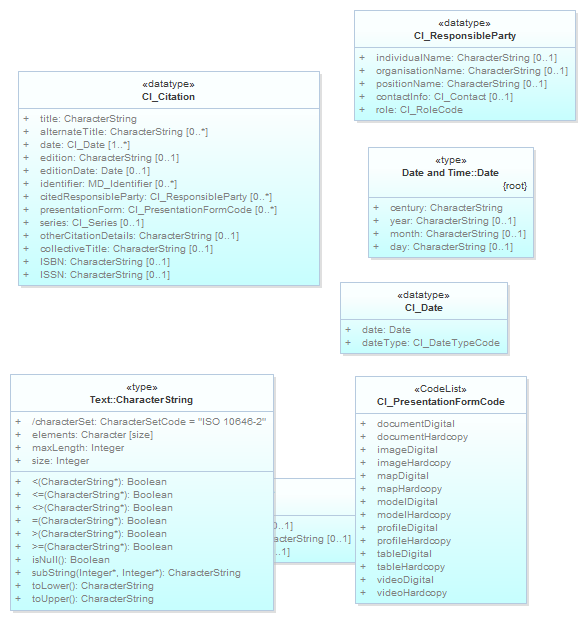 «datatype»
CI_ResponsibleParty
+ individualName: CharacterString [0..1]
+ organisationName: CharacterString [0..1]
+ positionName: CharacterString [0..1]
+ contactInfo: CI_Contact [0..1]
+ role: CI_RoleCode
«datatype»
CI_Citation
+ title: CharacterString
+ alternateTitle: CharacterString [0..*]
+ date: CI_Date [1..*]
+ edition: CharacterString [0..1]
+ editionDate: Date [0..1]
+ identifier: MD_Identifier [0..*]
+ citedResponsibleParty: CI_ResponsibleParty [0..*]
+ presentationForm: CI_PresentationFormCode [0..*]
+ series: CI_Series [0..1]
+ otherCitationDetails: CharacterString [0..1]
+ collectiveTitle: CharacterString [0..1]
+ ISBN: CharacterString [0..1]
+ ISSN: CharacterString [0..1]
«type»
Date and Time::Date
{root}
+ century: CharacterString
+ year: CharacterString [0..1]
+ month: CharacterString [0..1]
+ day: CharacterString [0..1]
«datatype»
CI_Date
+ date: Date
+ dateType: CI_DateTypeCode
«type»
Text::CharacterString
+ /characterSet: CharacterSetCode = "ISO 10646-2"
+ elements: Character [size]
+ maxLength: Integer
+ size: Integer
+ <(CharacterString*): Boolean
+ <=(CharacterString*): Boolean
+ <>(CharacterString*): Boolean
+ =(CharacterString*): Boolean
+ >(CharacterString*): Boolean
+ >=(CharacterString*): Boolean
+ isNull(): Boolean
+ subString(Integer*, Integer*): CharacterString
+ toLower(): CharacterString
+ toUpper(): CharacterString
0..1]
acterString [0..1]
..1]
«CodeList»
CI_PresentationFormCode
+ documentDigital
+ documentHardcopy
+ imageDigital
+ imageHardcopy
+ mapDigital
+ mapHardcopy
+ modelDigital
+ modelHardcopy
+ profileDigital
+ profileHardcopy
+ tableDigital
+ tableHardcopy
+ videoDigital
+ videoHardcopy